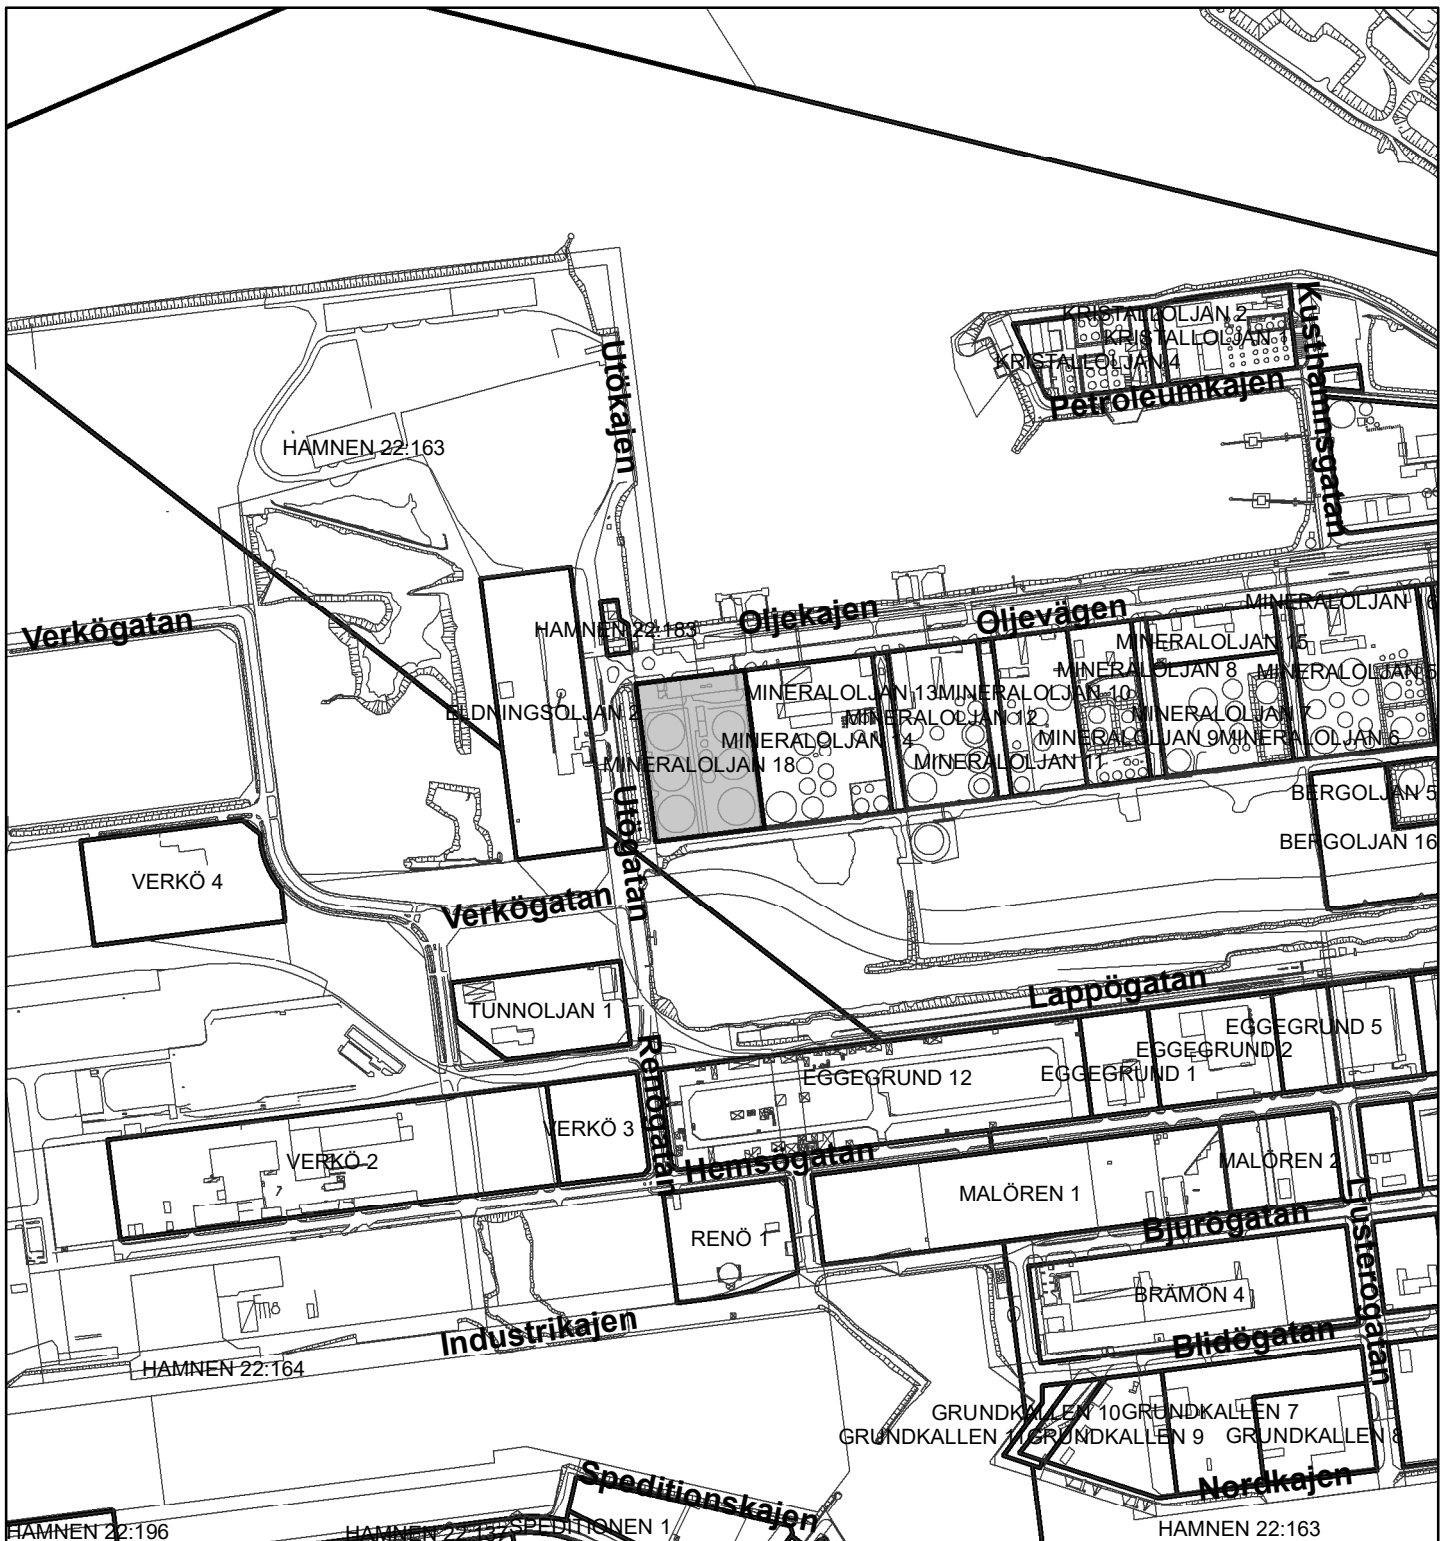 KRISTALLOLJAN 2
KRISTALLOLJAN 1
KRISTALLOLJAN 4
Petroleumkajen
Kusthamnsgatan
Utökajen
HAMNEN 22:163
Verkögatan
HAMNEN 22:183
Oljekajen
Oljevägen
MINERALOLJAN 16
MINERALOLJAN 15
MINERALOLJAN 8
MINERALOLJAN 5
MINERALOLJAN 13
MINERALOLJAN 10
ELDNINGSOLJAN 2
MINERALOLJAN 12
MINERALOLJAN 7
MINERALOLJAN 14
MINERALOLJAN 9
MINERALOLJAN 6
MINERALOLJAN 18
MINERALOLJAN 11
BERGOLJAN 5
Utögatan
BERGOLJAN 16
VERKÖ 4
Verkögatan
Lappögatan
TUNNOLJAN 1
EGGEGRUND 5
EGGEGRUND 2
EGGEGRUND 1
EGGEGRUND 12
Renögatan
VERKÖ 3
VERKÖ 2
Hemsögatan
MALÖREN 2
MALÖREN 1
Bjurögatan
Ljusterögatan
RENÖ 1
BRÄMÖN 4
Industrikajen
Blidögatan
HAMNEN 22:164
GRUNDKALLEN 10
GRUNDKALLEN 7
GRUNDKALLEN 11
GRUNDKALLEN 9
GRUNDKALLEN 8
Speditionskajen
Nordkajen
HAMNEN 22:196
HAMNEN 22:137
SPEDITIONEN 1
HAMNEN 22:163